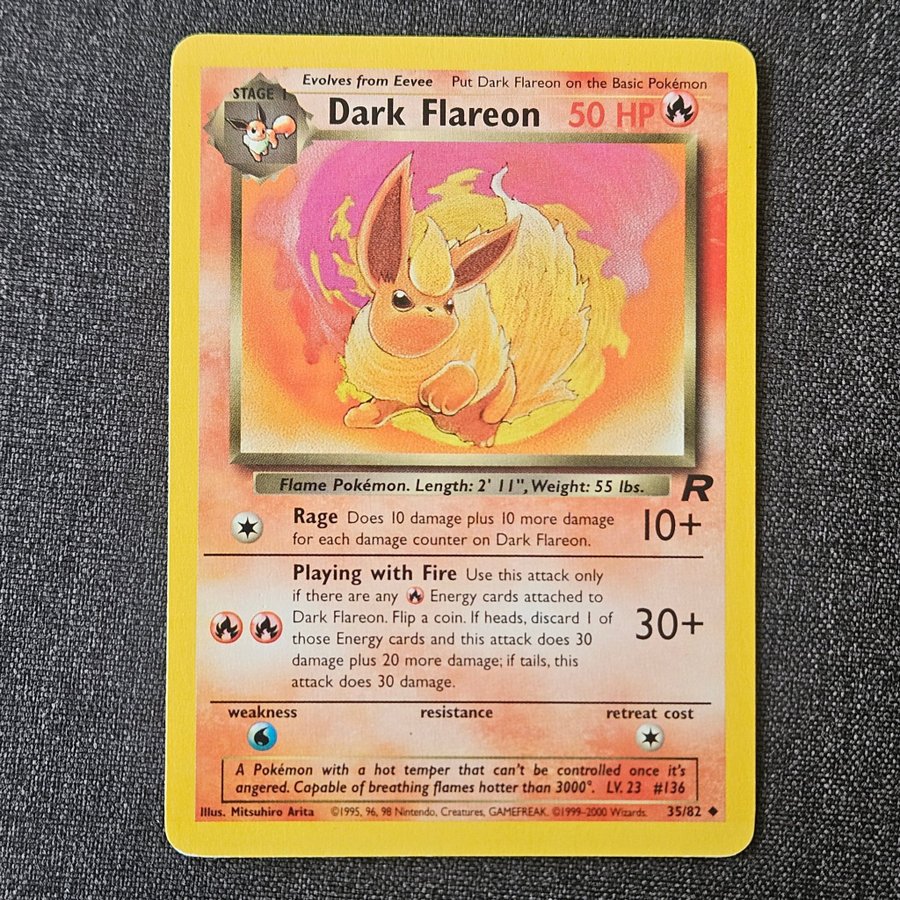 Evolves from Eevee Put Dark Flareon on the Basic Pokémon
STAGE 1
Dark Flareon 50 HP
Flame Pokémon. Length: 2' 11", Weight: 55 lbs.
R
Rage Does 10 damage plus 10 more damage
for each damage counter on Dark Flareon.
10+
Playing with Fire Use this attack only
if there are any Energy cards attached to
Dark Flareon. Flip a coin. If heads, discard 1 of
those Energy cards and this attack does 30
damage plus 20 more damage; if tails, this
attack does 30 damage.
30+
weakness resistance retreat cost
A Pokémon with a hot temper that can't be controlled once it's
angered. Capable of breathing flames hotter than 3000°. LV. 23 #136
Illus. Mitsuhiro Arita ©1995, 96, 98 Nintendo, Creatures, GAMEFREAK. ©1999-2000 Wizards. 35/82